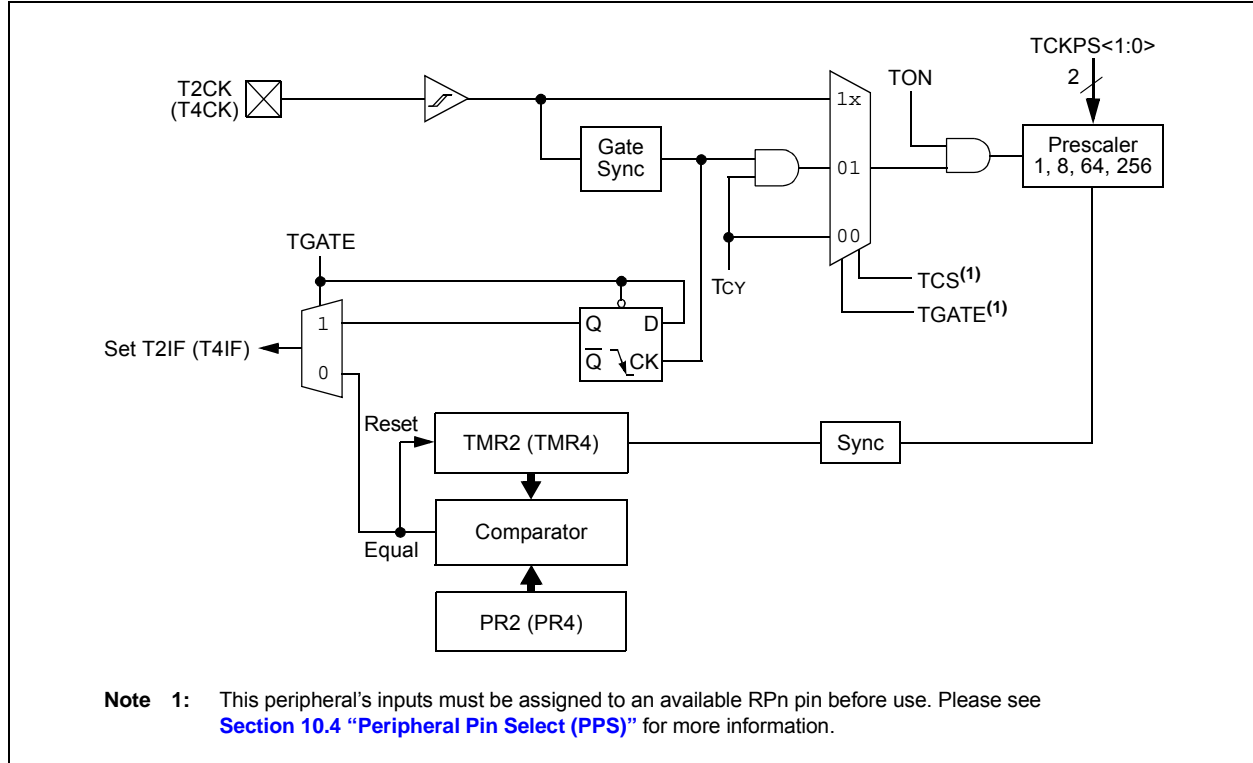 TCKPS<1:0>
2
TON
T2CK
(T4CK)
1x
Gate
Sync
Prescaler
1, 8, 64, 256
01
00
TGATE
TCY
TCS(1)
TGATE(1)
1
Q D
Set T2IF (T4IF)
0
Q̅ CK
Reset
TMR2 (TMR4)
Sync
Comparator
Equal
PR2 (PR4)
Note 1: This peripheral's inputs must be assigned to an available RPn pin before use. Please see
Section 10.4 “Peripheral Pin Select (PPS)” for more information.